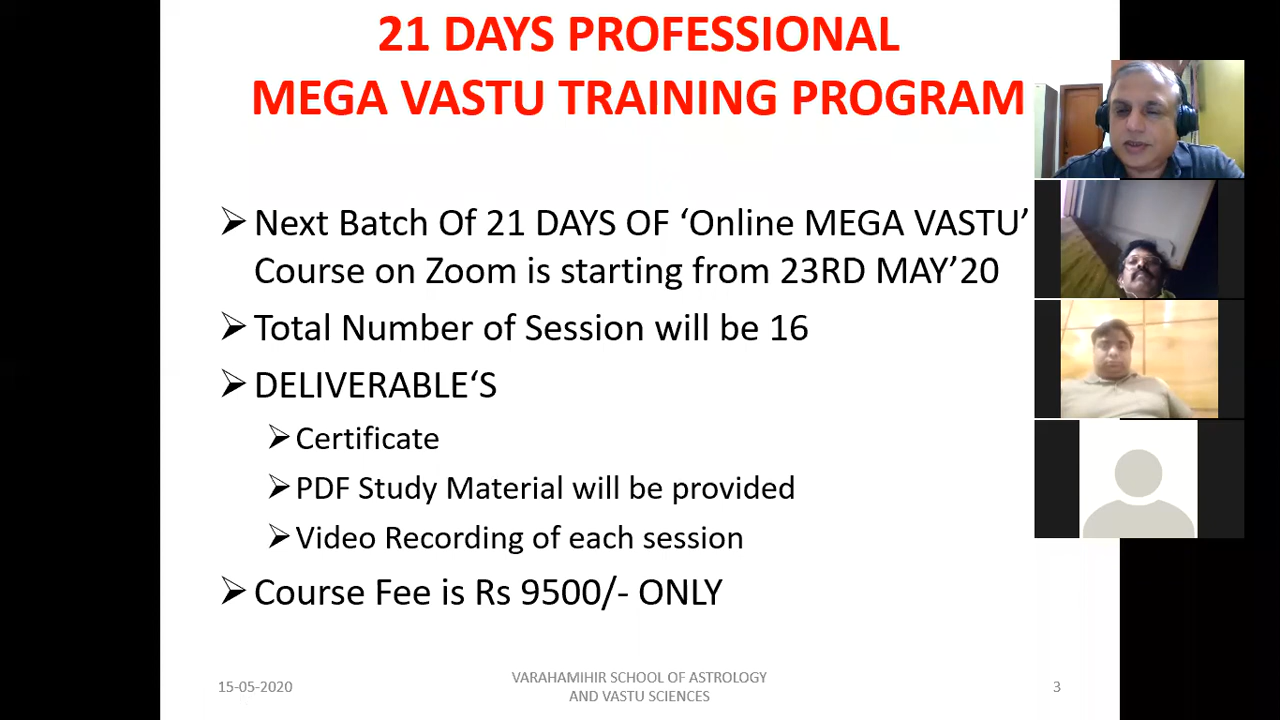 21 DAYS PROFESSIONAL
MEGA VASTU TRAINING PROGRAM
➢ Next Batch Of 21 DAYS OF ‘Online MEGA VASTU’
Course on Zoom is starting from 23RD MAY’20
➢ Total Number of Session will be 16
➢ DELIVERABLE‘S
➢ Certificate
➢ PDF Study Material will be provided
➢ Video Recording of each session
➢ Course Fee is Rs 9500/- ONLY
15-05-2020
VARAHAMIHIR SCHOOL OF ASTROLOGY
AND VASTU SCIENCES
3